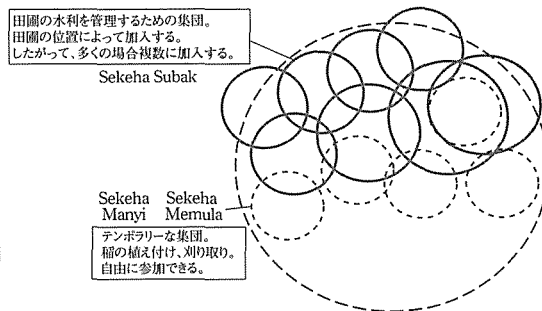 田圃の水利を管理するための集団。
田圃の位置によって加入する。
したがって、多くの場合複数に加入する。
Sekeha Subak
Sekeha Sekeha
Manyi Memula
テンポラリーな集団。
稲の植え付け、刈り取り。
自由に参加できる。